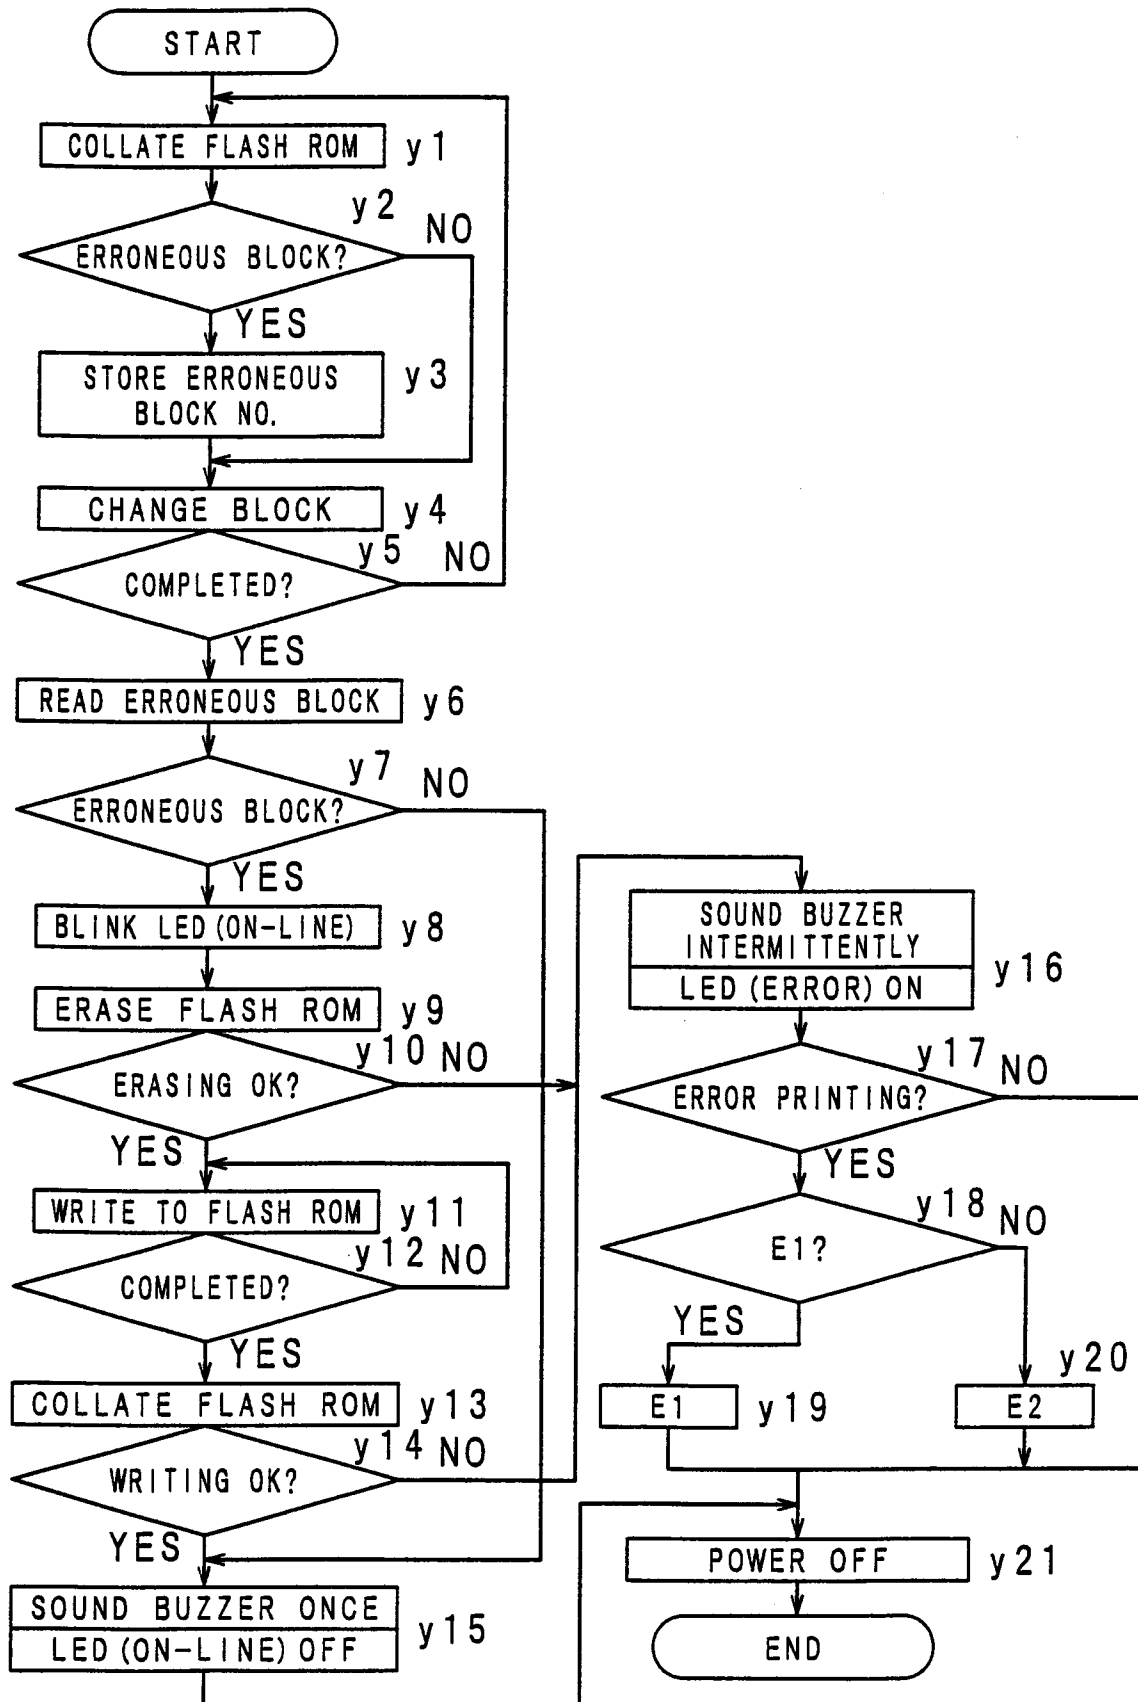 START
COLLATE FLASH ROM y1
y2
NO
ERRONEOUS BLOCK?
YES
STORE ERRONEOUS
BLOCK NO.
y3
CHANGE BLOCK y4
y5 NO
COMPLETED?
YES
READ ERRONEOUS BLOCK y6
y7 NO
ERRONEOUS BLOCK?
YES
BLINK LED (ON-LINE) y8
ERASE FLASH ROM y9
y10 NO
ERASING OK?
YES
WRITE TO FLASH ROM y11
y12 NO
COMPLETED?
YES
COLLATE FLASH ROM y13
y14 NO
WRITING OK?
YES
SOUND BUZZER ONCE
LED (ON-LINE) OFF
y15
SOUND BUZZER
INTERMITTENTLY
LED (ERROR) ON
y16
y17 NO
ERROR PRINTING?
YES
y18 NO
E1?
YES
E1 y19
y20
E2
POWER OFF y21
END